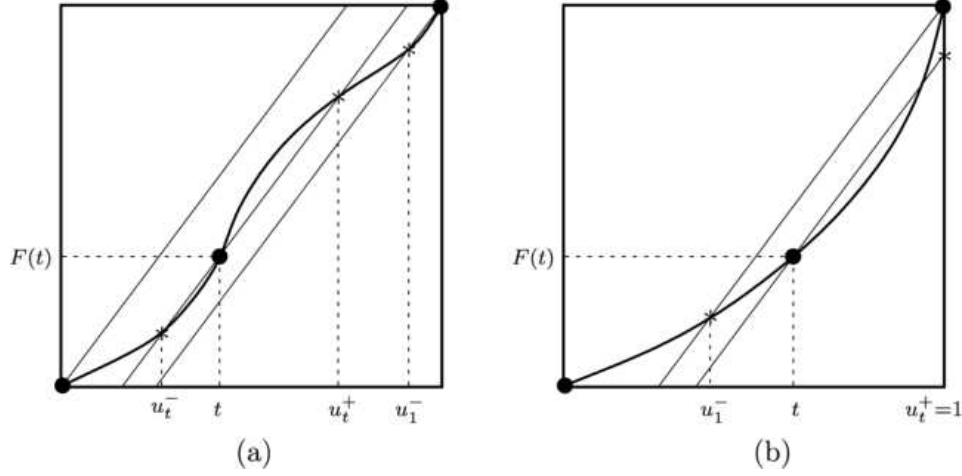 F(t) F(t)
u_t^- t u_t^+ u_1^- u_1^- t u_t^+=1
(a) (b)